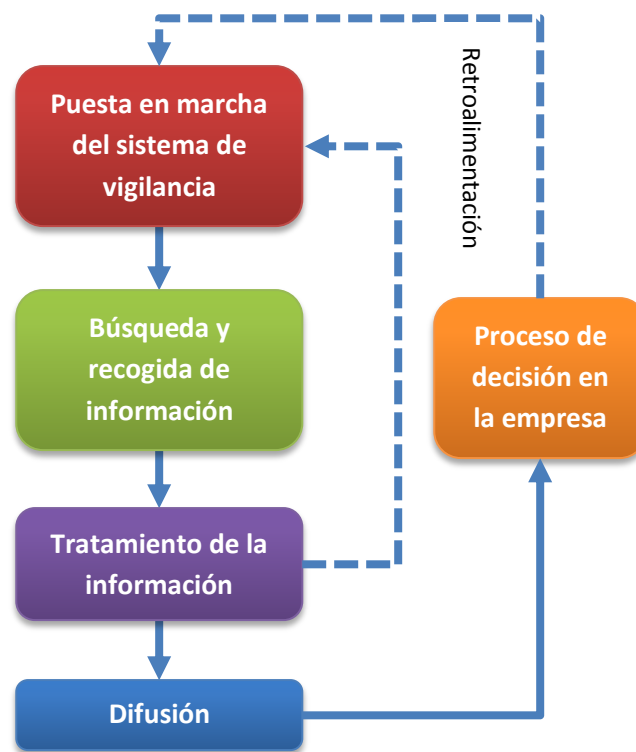 Puesta en marcha
del sistema de
vigilancia
Retroalimentación
Búsqueda y
recogida de
información
Proceso de
decisión en
la empresa
Tratamiento de la
información
Difusión